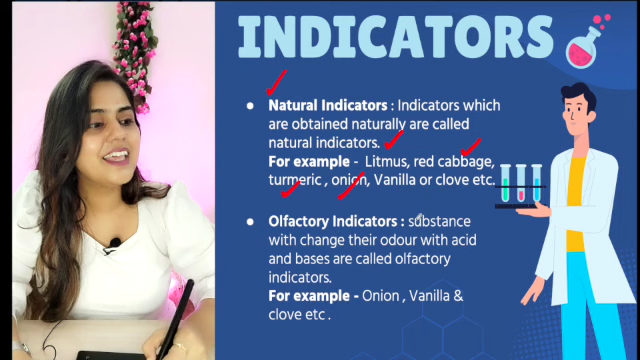 INDICATORS
Natural Indicators : Indicators which
are obtained naturally are called
natural indicators.
For example - Litmus, red cabbage,
turmeric , onion, Vanilla or clove etc.
Olfactory Indicators : substance
with change their odour with acid
and bases are called olfactory
indicators.
For example - Onion , Vanilla &
clove etc .